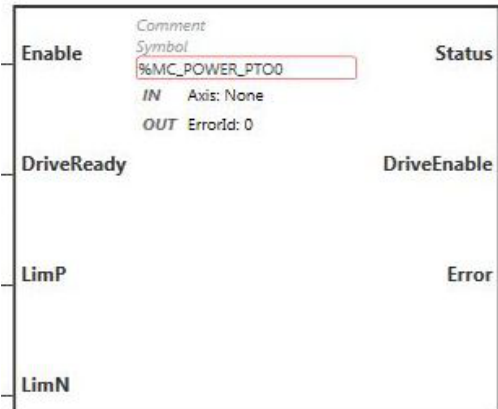 Comment
Enable
Symbol
Status
%MC_POWER_PTO0
IN Axis: None
OUT ErrorId: 0
DriveReady
DriveEnable
LimP
Error
LimN